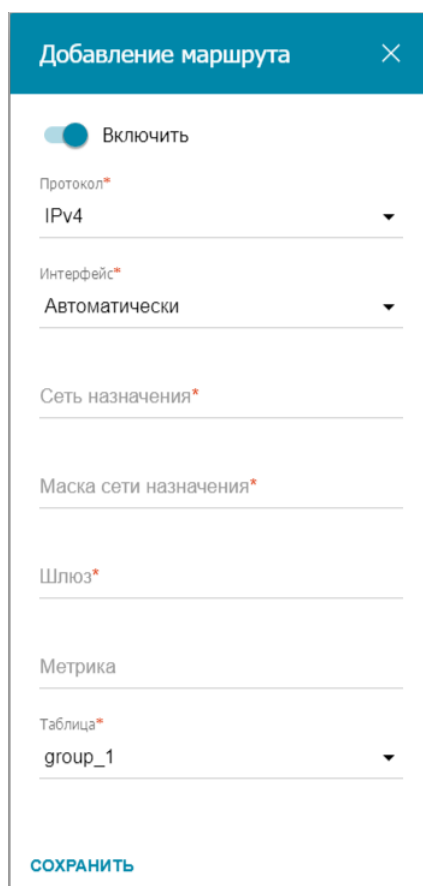 Добавление маршрута
Включить
Протокол*
IPv4
Интерфейс*
Автоматически
Сеть назначения*
Маска сети назначения*
Шлюз*
Метрика
Таблица*
group_1
СОХРАНИТЬ